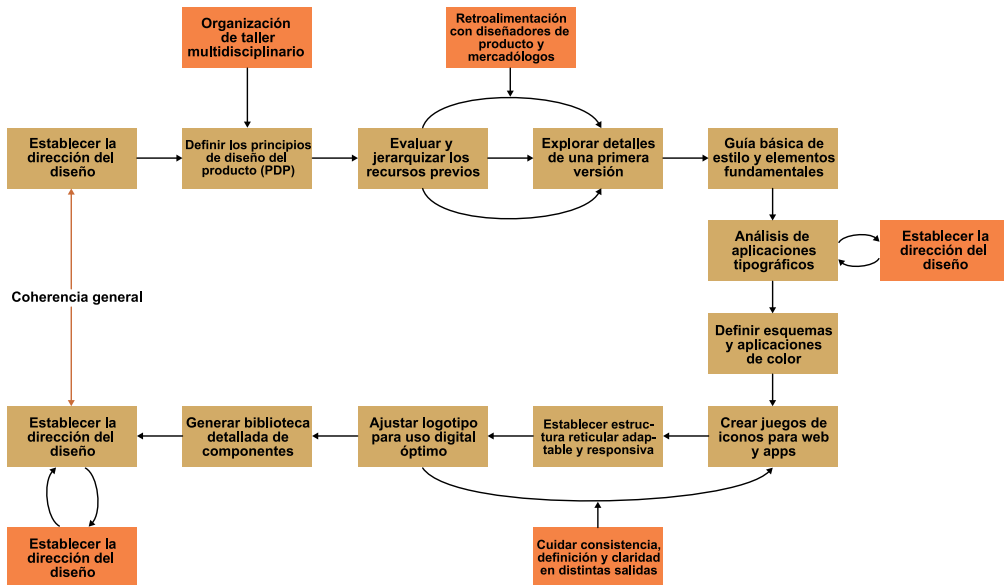 Organización
de taller
multidisciplinario
Retroalimentación
con diseñadores de
producto y
mercadólogos
Establecer la
dirección del
diseño
Definir los principios
de diseño del
producto (PDP)
Evaluar y
jerarquizar los
recursos previos
Explorar detalles
de una primera
versión
Guía básica de
estilo y elementos
fundamentales
Análisis de
aplicaciones
tipográficos
Establecer la
dirección del
diseño
Coherencia general
Definir esquemas
y aplicaciones
de color
Establecer la
dirección del
diseño
Generar biblioteca
detallada de
componentes
Ajustar logotipo
para uso digital
óptimo
Establecer estruc-
tura reticular adap-
table y responsiva
Crear juegos de
iconos para web
y apps
Establecer la
dirección del
diseño
Cuidar consistencia,
definición y claridad
en distintas salidas